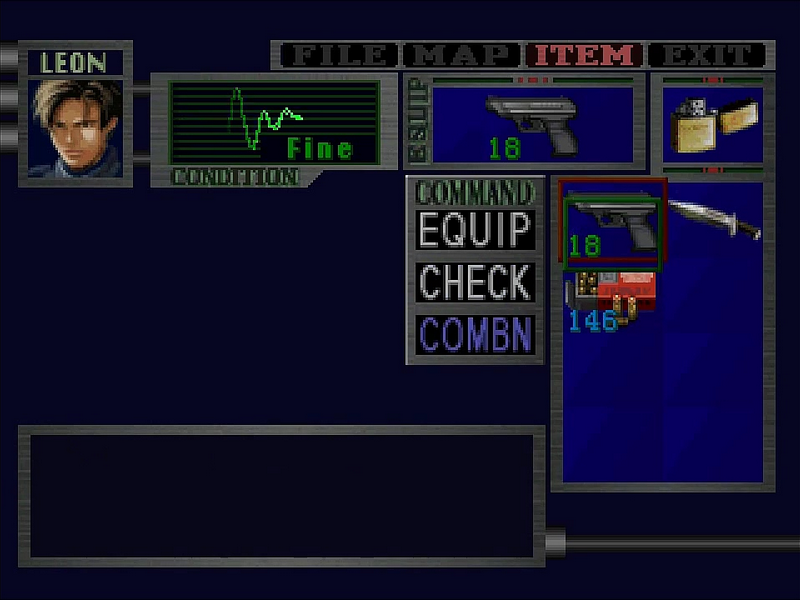 LEON
FILE MAP ITEM EXIT
Fine
CONDITION
EQUIP
18
COMMAND
EQUIP
CHECK
COMBN
18
146